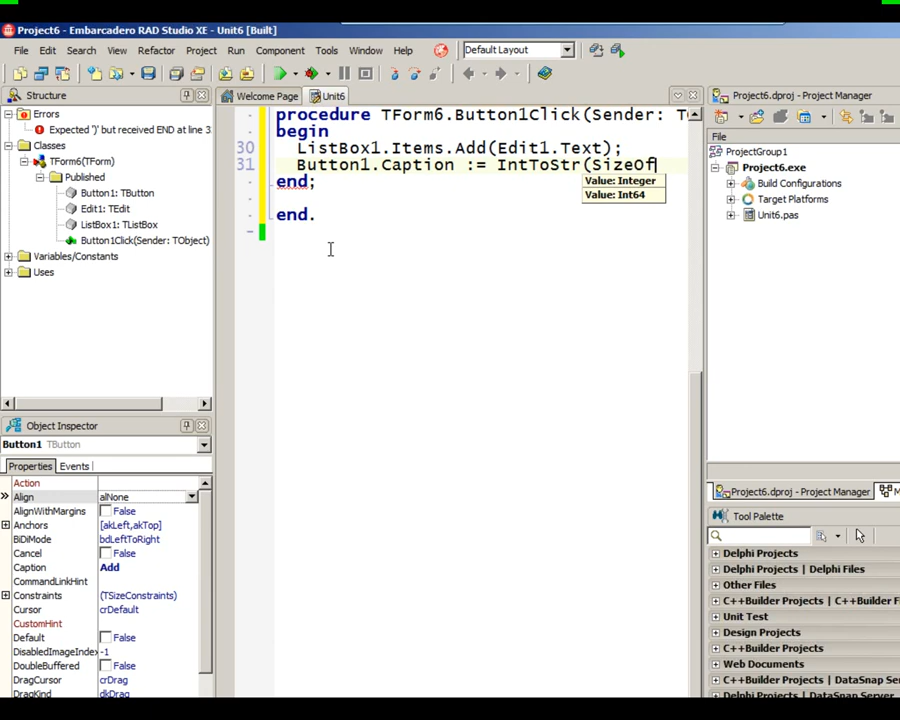 Project6 - Embarcadero RAD Studio XE - Unit6 [Built]
File Edit Search View Refactor Project Run Component Tools Window Help Default Layout
Structure
Errors
Expected ')' but received END at line 3
Classes
TForm6(TForm)
Published
Button1: TButton
Edit1: TEdit
ListBox1: TListBox
Button1Click(Sender: TObject)
Variables/Constants
Uses
Object Inspector
Button1 TButton
Properties Events
Action
Align alNone
AlignWithMargins False
Anchors [akLeft,akTop]
BiDiMode bdLeftToRight
Cancel False
Caption Add
CommandLinkHint
Constraints (TSizeConstraints)
Cursor crDefault
CustomHint
Default False
DisabledImageIndex -1
DoubleBuffered False
DragCursor crDrag
DragKind dkDrag
Welcome Page Unit6
procedure TForm6.Button1Click(Sender: T
begin
30 ListBox1.Items.Add(Edit1.Text);
31 Button1.Caption := IntToStr(SizeOf
end;
Value: Integer
Value: Int64
end.
Project6.dproj - Project Manager
File
ProjectGroup1
Project6.exe
Build Configurations
Target Platforms
Unit6.pas
Project6.dproj - Project Manager
Tool Palette
Delphi Projects
Delphi Projects | Delphi Files
Other Files
C++Builder Projects | C++Builder F
Unit Test
Design Projects
C++Builder Projects
Web Documents
C++Builder Projects | DataSnap Se
Delphi Projects | DataSnap Server